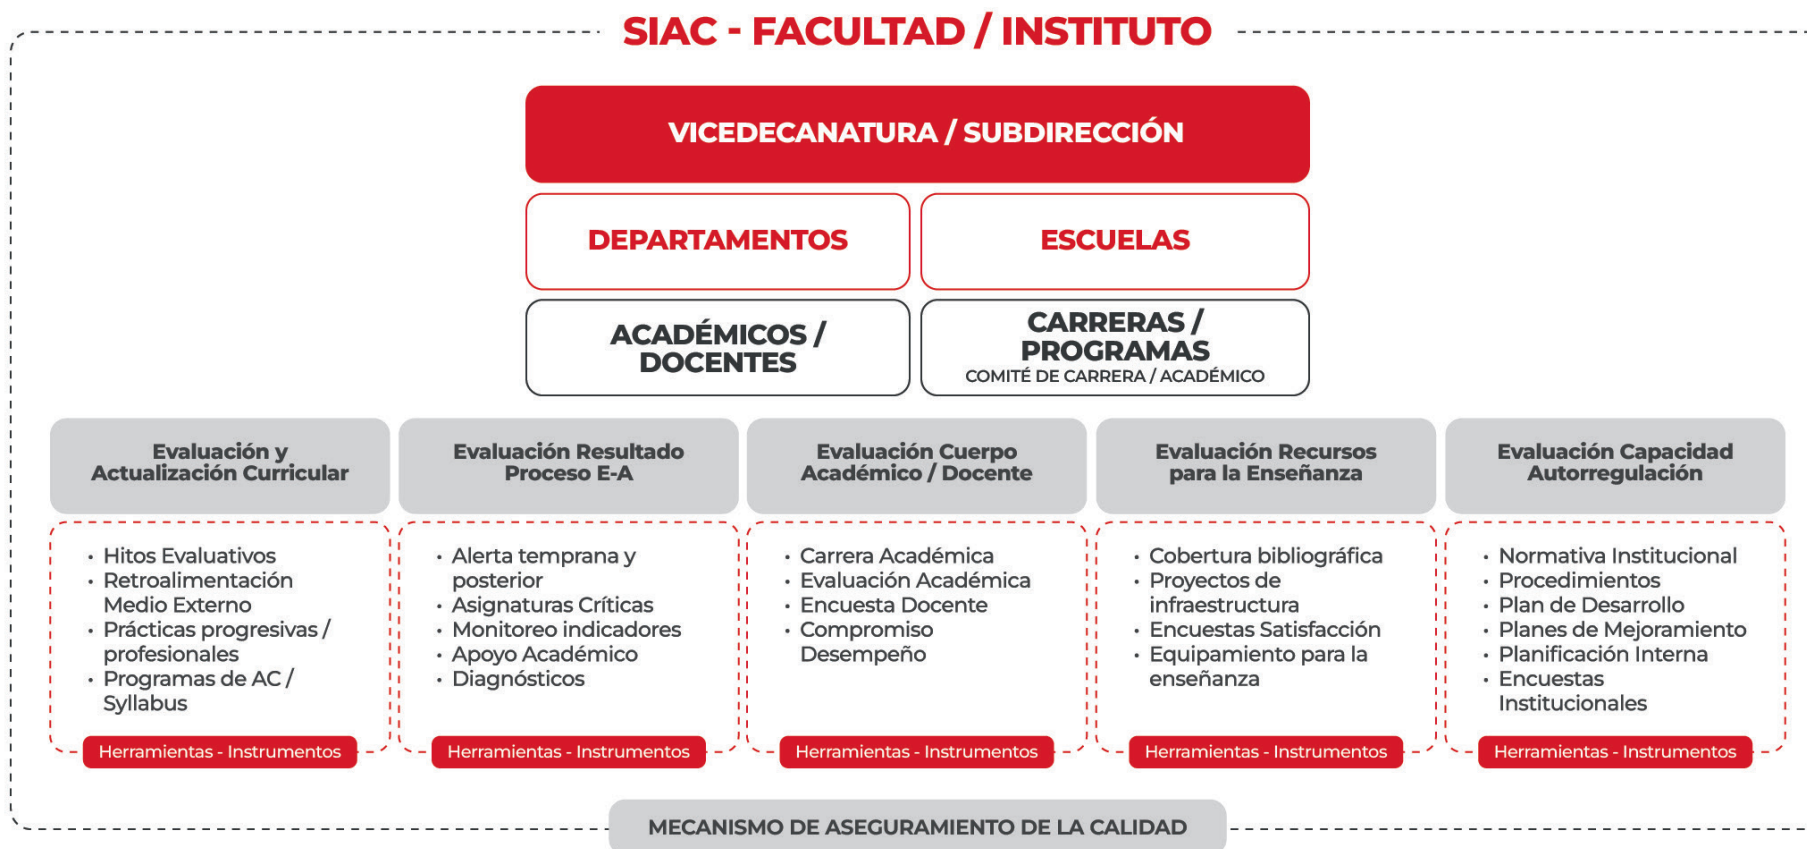 SIAC - FACULTAD / INSTITUTO
VICEDECANATURA / SUBDIRECCIÓN
DEPARTAMENTOS
ESCUELAS
ACADÉMICOS /
DOCENTES
CARRERAS /
PROGRAMAS
COMITÉ DE CARRERA / ACADÉMICO
Evaluación y
Actualización Curricular
• Hitos Evaluativos
• Retroalimentación
Medio Externo
• Prácticas progresivas /
profesionales
• Programas de AC /
Syllabus
Herramientas - Instrumentos
Evaluación Resultado
Proceso E-A
• Alerta temprana y
posterior
• Asignaturas Críticas
• Monitoreo indicadores
• Apoyo Académico
• Diagnósticos
Herramientas - Instrumentos
Evaluación Cuerpo
Académico / Docente
• Carrera Académica
• Evaluación Académica
• Encuesta Docente
• Compromiso
Desempeño
Herramientas - Instrumentos
Evaluación Recursos
para la Enseñanza
• Cobertura bibliográfica
• Proyectos de
infraestructura
• Encuestas Satisfacción
• Equipamiento para la
enseñanza
Herramientas - Instrumentos
Evaluación Capacidad
Autorregulación
• Normativa Institucional
• Procedimientos
• Plan de Desarrollo
• Planes de Mejoramiento
• Planificación Interna
• Encuestas
Institucionales
Herramientas - Instrumentos
MECANISMO DE ASEGURAMIENTO DE LA CALIDAD